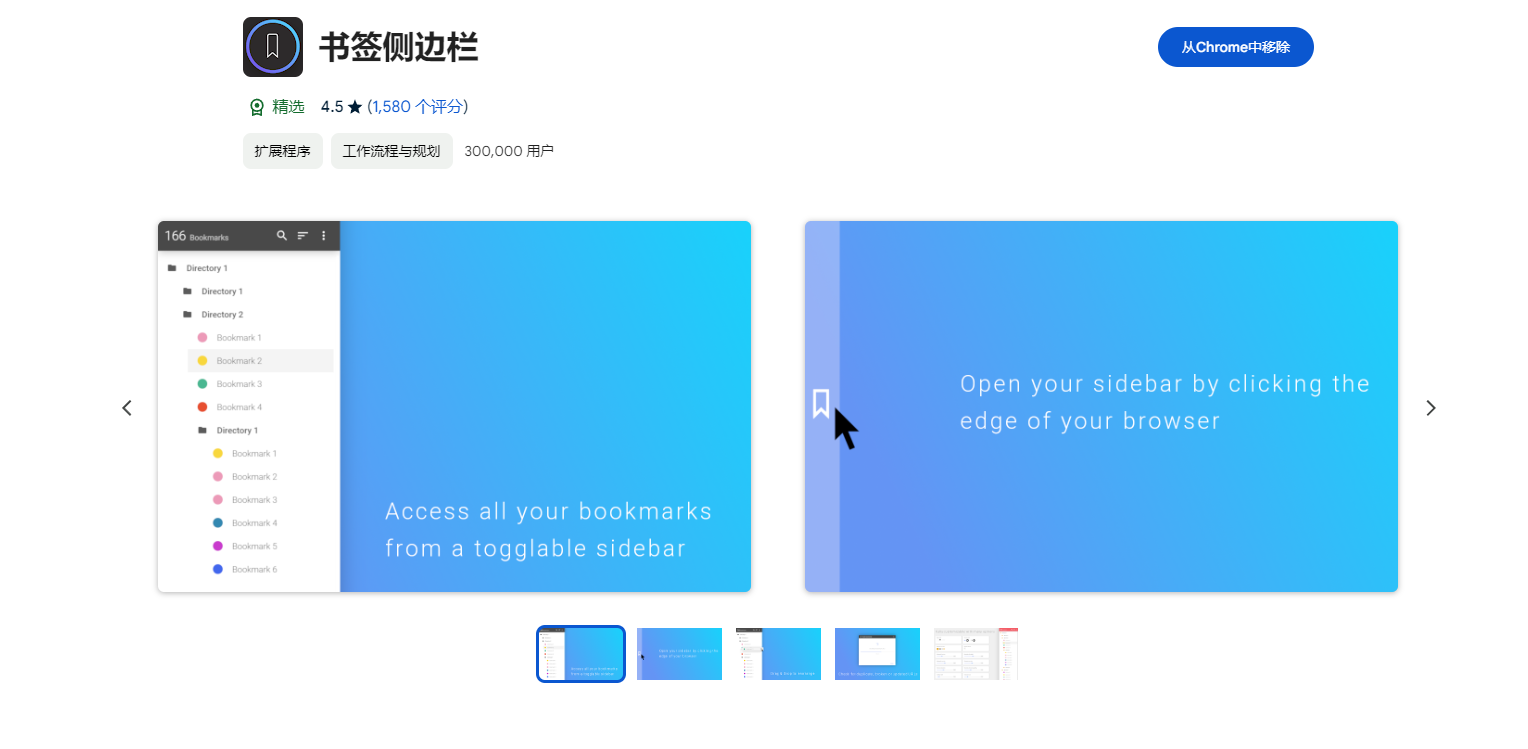 书签侧边栏
从Chrome中移除
精选 4.5 ★ (1,580 个评分)
扩展程序 工作流程与规划 300,000 用户
166 Bookmarks
Directory 1
Directory 1
Directory 2
Bookmark 1
Bookmark 2
Bookmark 3
Bookmark 4
Directory 1
Bookmark 1
Bookmark 2
Bookmark 3
Bookmark 4
Bookmark 5
Bookmark 6
Access all your bookmarks
from a togglable sidebar
Open your sidebar by clicking the
edge of your browser